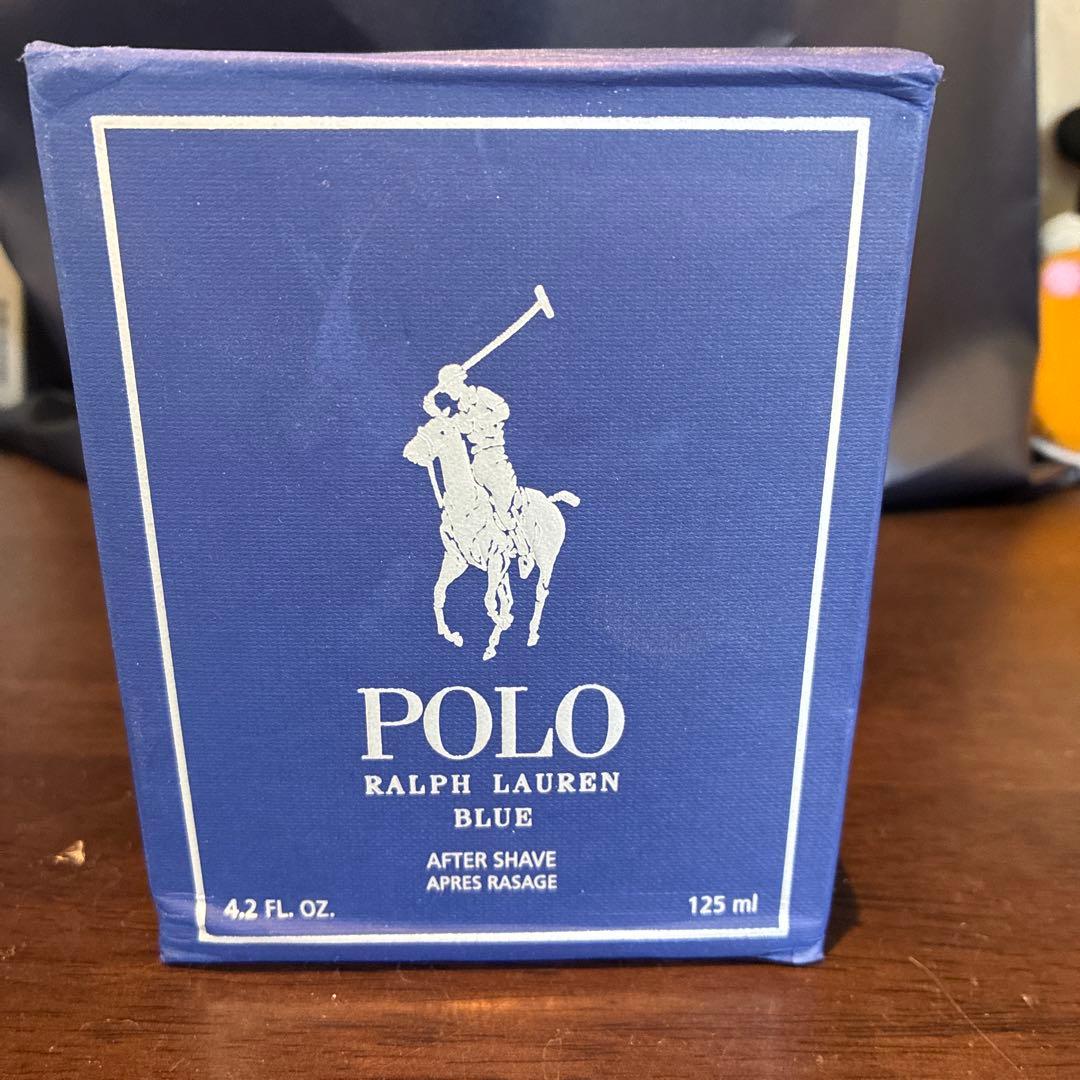 POLO
RALPH LAUREN
BLUE
AFTER SHAVE
APRES RASAGE
4.2 FL. OZ.
125 ml